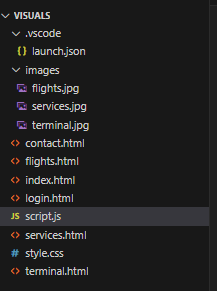 VISUALS
.vscode
{} launch.json
images
flights.jpg
services.jpg
terminal.jpg
<> contact.html
<> flights.html
<> index.html
<> login.html
JS script.js
<> services.html
# style.css
<> terminal.html